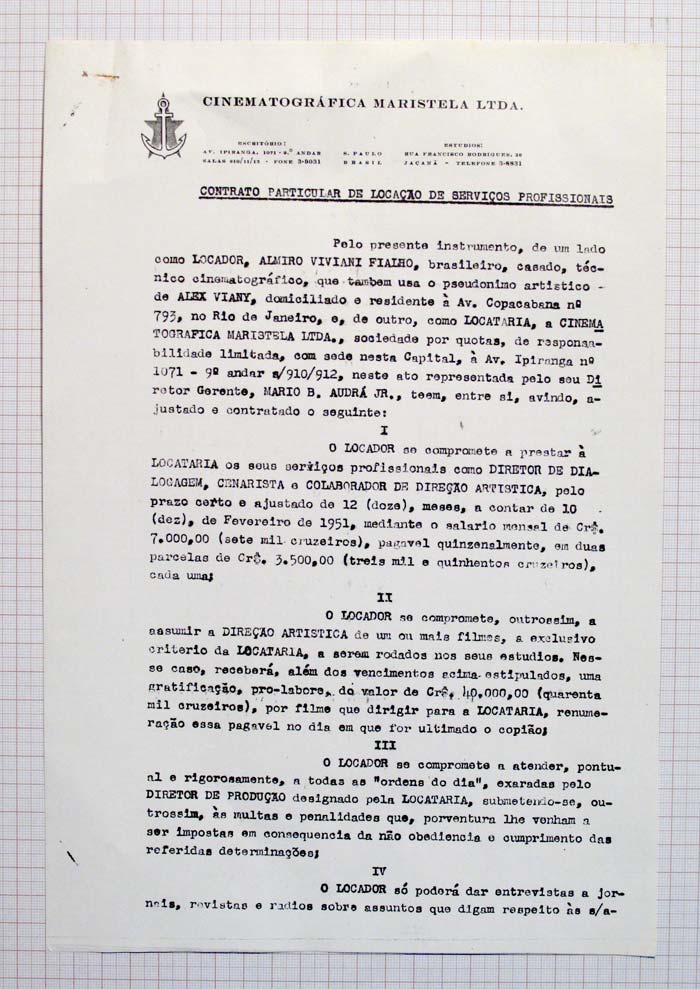 CINEMATOGRÁFICA MARISTELA LTDA.
ESCRITÓRIO:
AV. IPIRANGA, 1071 - 9.º ANDAR
SALAS 910/11/12 - FONE 3-9031
S. PAULO
BRASIL
ESTUDIOS:
RUA FRANCISCO RODRIGUES, 20
JAÇANÃ - TELEFONE 3-8831
CONTRATO PARTICULAR DE LOCAÇÃO DE SERVIÇOS PROFISSIONAIS
Pelo presente instrumento, de um lado
como LOCADOR, ALMIRO VIVIANI FIALHO, brasileiro, casado, téc-
nico cinematográfico, que tambem usa o pseudonimo artistico -
de ALEX VIANY, domiciliado e residente à Av. Copacabana nº
793, no Rio de Janeiro, e, de outro, como LOCATARIA, a CINEMA
TOGRAFICA MARISTELA LTDA., sociedade por quotas, de responsa-
bilidade limitada, com sede nesta Capital, à Av. Ipiranga nº
1071 - 9º andar s/910/912, neste ato representada pelo seu Di
retor Gerente, MARIO B. AUDRÁ JR., teem, entre si, avindo, a-
justado e contratado o seguinte:
I
O LOCADOR se compromete a prestar à
LOCATARIA os seus serviços profissionais como DIRETOR DE DIA-
LOGAGEM, CENARISTA e COLABORADOR DE DIREÇÃO ARTISTICA, pelo
prazo certo e ajustado de 12 (doze), meses, a contar de 10
(dez), de Fevereiro de 1951, mediante o salario mensal de Cr$.
7.000,00 (sete mil cruzeiros), pagavel quinzenalmente, em duas
parcelas de Cr$. 3.500,00 (treis mil e quinhentos cruzeiros),
cada uma;
II
O LOCADOR se compromete, outrossim, a
assumir a DIREÇÃO ARTISTICA de um ou mais filmes, a exclusivo
criterio da LOCATARIA, a serem rodados nos seus estudios. Nes-
se caso, receberá, além dos vencimentos acima estipulados, uma
gratificação, pro-labore, do valor de Cr$. 40.000,00 (quarenta
mil cruzeiros), por filme que dirigir para a LOCATARIA, renume-
ração essa pagavel no dia em que for ultimado o copião;
III
O LOCADOR se compromete a atender, pontu-
al e rigorosamente, a todas as "ordens do dia", exaradas pelo
DIRETOR DE PRODUÇÃO designado pela LOCATARIA, submetendo-se, ou-
trossim, às multas e penalidades que, porventura lhe venham a
ser impostas em consequencia da não obediencia e cumprimento das
referidas determinações;
IV
O LOCADOR só poderá dar entrevistas a jor-
nais, revistas e radios sobre assuntos que digam respeito às s/a-